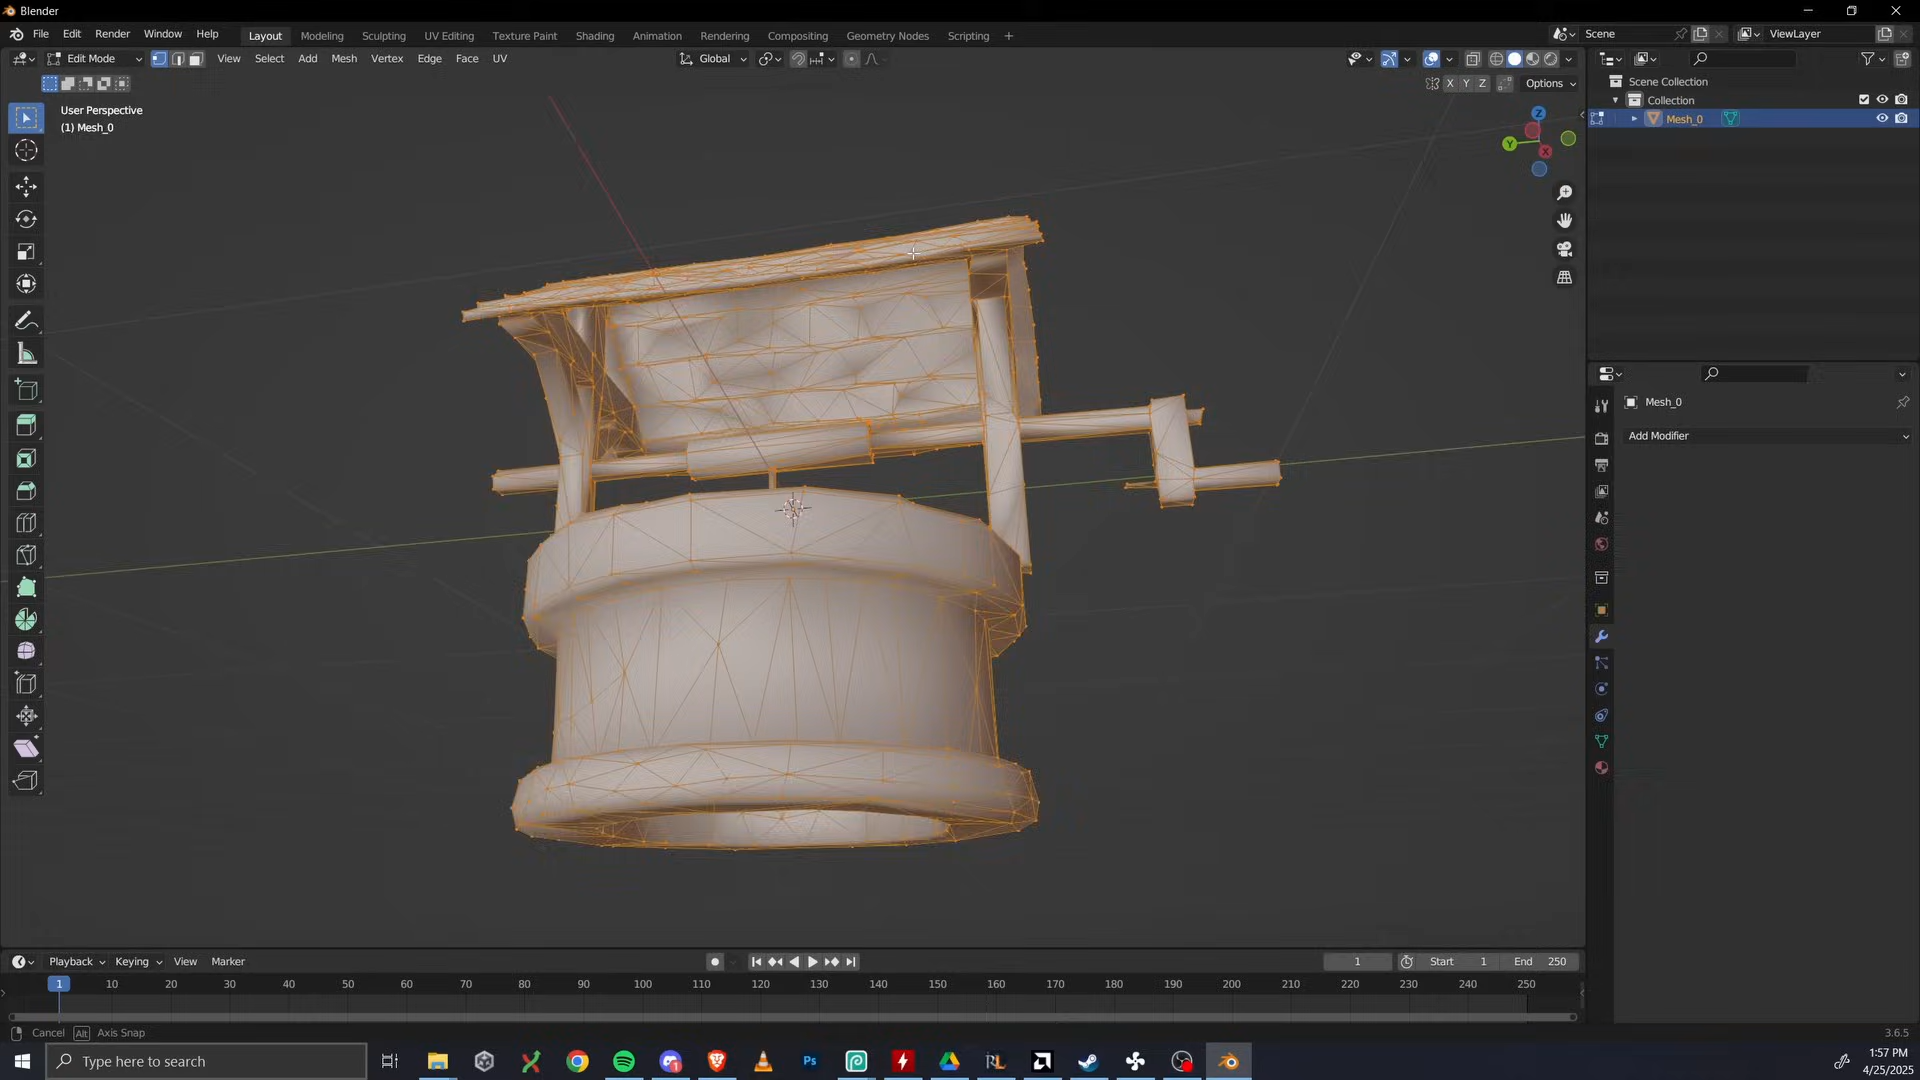 Blender
File Edit Render Window Help Layout Modeling Sculpting UV Editing Texture Paint Shading Animation Rendering Compositing Geometry Nodes Scripting + Scene ViewLayer
Edit Mode View Select Add Mesh Vertex Edge Face UV Global
X Y Z Options
User Perspective
(1) Mesh_0
Z
Y
X
Scene Collection
Collection
Mesh_0
Mesh_0
Add Modifier
Playback Keying View Marker 1 Start 1 End 250
1 10 20 30 40 50 60 70 80 90 100 110 120 130 140 150 160 170 180 190 200 210 220 230 240 250
Cancel Alt Axis Snap 3.6.5
Type here to search
Ps
RL
1
1:57 PM
4/25/2025